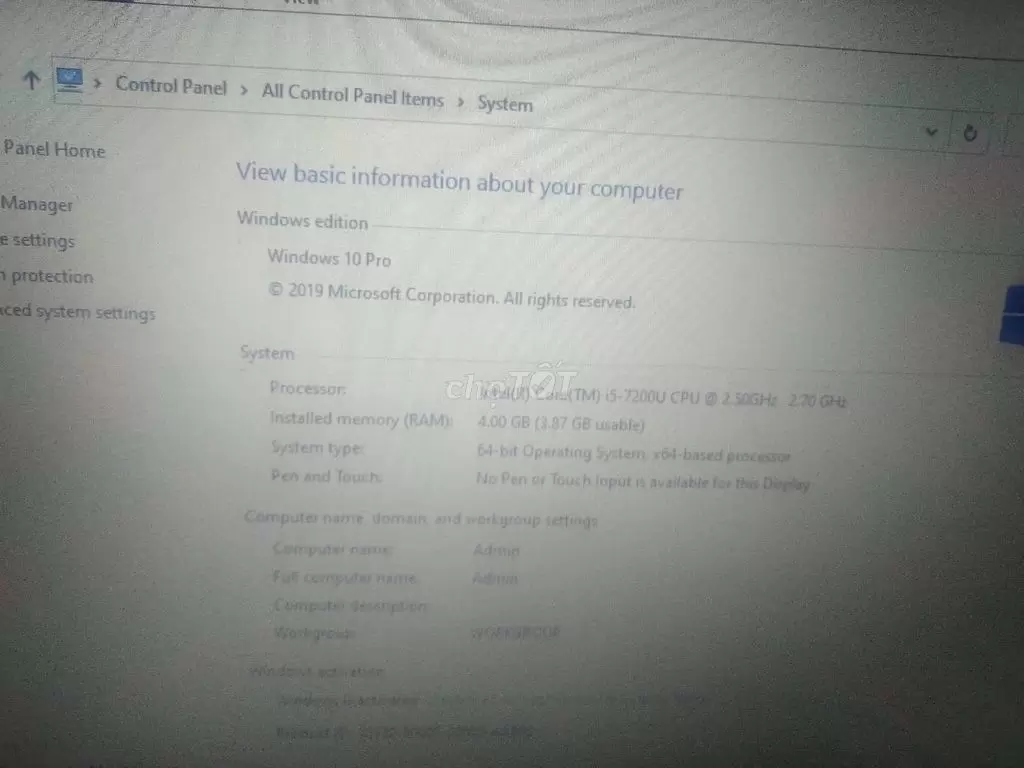 Control Panel > All Control Panel Items > System
Panel Home
Manager
e settings
n protection
ced system settings
View basic information about your computer
Windows edition
Windows 10 Pro
© 2019 Microsoft Corporation. All rights reserved.
System
chợTỐT
Processor: Intel(R) Core(TM) i5-7200U CPU @ 2.50GHz 2.70 GHz
Installed memory (RAM): 4.00 GB (3.87 GB usable)
System type: 64-bit Operating System, x64-based processor
Pen and Touch: No Pen or Touch Input is available for this Display
Computer name, domain, and workgroup settings
Computer name: Admin
Full computer name: Admin
Computer description:
Workgroup: WORKGROUP
Windows activation
Windows is activated
Product ID: